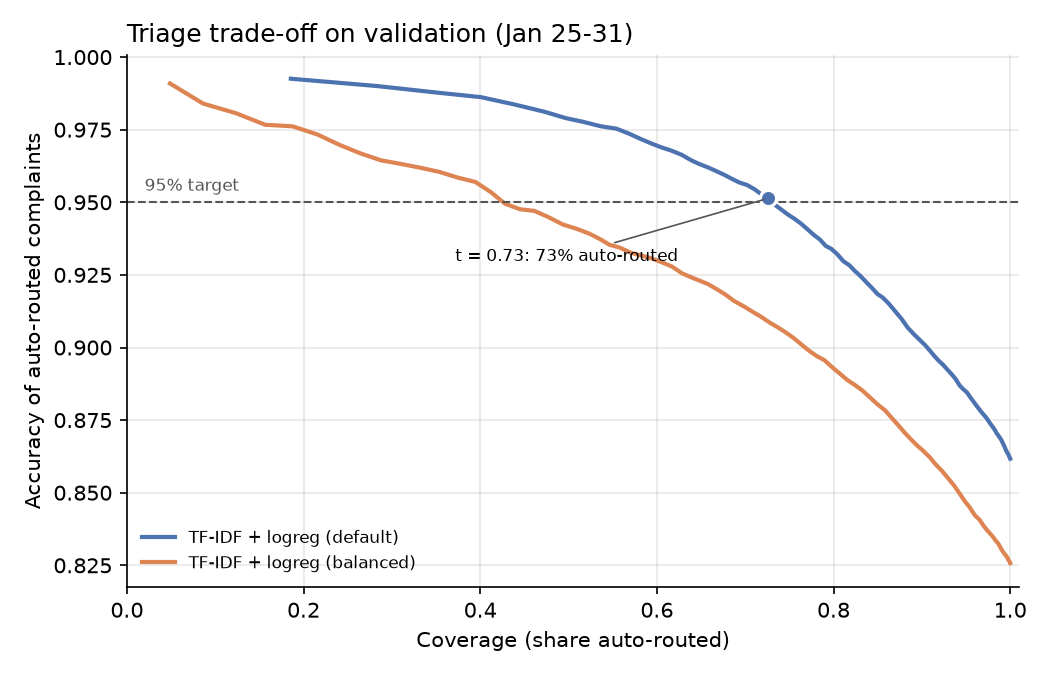 Triage trade-off on validation (Jan 25-31)
Accuracy of auto-routed complaints
1.000
0.975
0.950
0.925
0.900
0.875
0.850
0.825
95% target
t = 0.73: 73% auto-routed
TF-IDF + logreg (default)
TF-IDF + logreg (balanced)
0.0 0.2 0.4 0.6 0.8 1.0
Coverage (share auto-routed)